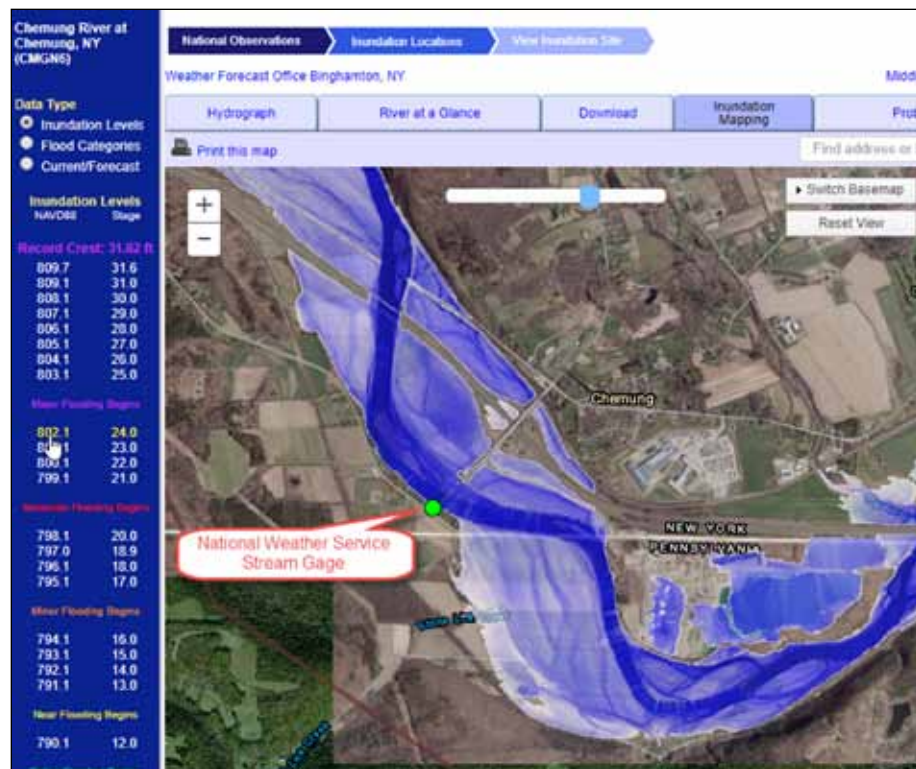 Chemung River at
Chemung, NY
(CMGN6)
Data Type
Inundation Levels
Flood Categories
Current/Forecast
Inundation Levels
NAVD88 Stage
Record Crest: 31.82 ft
809.7 31.6
809.1 31.0
808.1 30.0
807.1 29.0
806.1 28.0
805.1 27.0
804.1 26.0
803.1 25.0
Major Flooding Begins
802.1 24.0
23.0
800.1 22.0
799.1 21.0
Moderate Flooding Begins
798.1 20.0
797.0 18.9
796.1 18.0
795.1 17.0
Minor Flooding Begins
794.1 16.0
793.1 15.0
792.1 14.0
791.1 13.0
Near Flooding Begins
790.1 12.0
National Observations Inundation Locations View Inundation Site
Weather Forecast Office Binghamton, NY Midd
Hydrograph River at a Glance Download Inundation Mapping Pro
Print this map Find address or
+
−
Switch Basemap
Reset View
Chemung
NEW YORK
PENNSYLVANIA
National Weather Service
Stream Gage